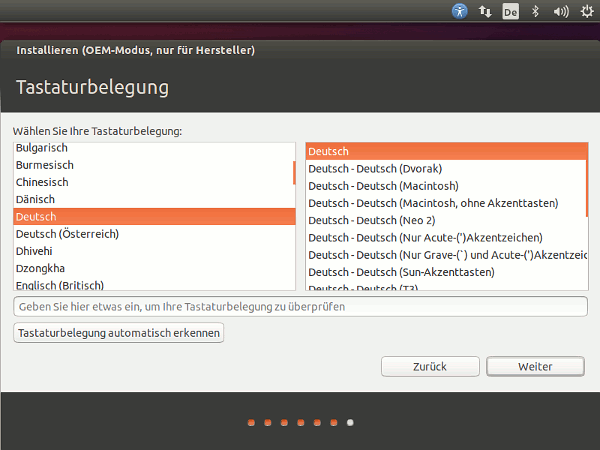 De
Installieren (OEM-Modus, nur für Hersteller)
Tastaturbelegung
Wählen Sie Ihre Tastaturbelegung:
Bulgarisch
Burmesisch
Chinesisch
Dänisch
Deutsch
Deutsch (Österreich)
Dhivehi
Dzongkha
Englisch (Britisch)
Deutsch
Deutsch - Deutsch (Dvorak)
Deutsch - Deutsch (Macintosh)
Deutsch - Deutsch (Macintosh, ohne Akzenttasten)
Deutsch - Deutsch (Neo 2)
Deutsch - Deutsch (Nur Acute-(')Akzentzeichen)
Deutsch - Deutsch (Nur Grave-(`) und Acute-(')Akzentzeic
Deutsch - Deutsch (Sun-Akzenttasten)
Deutsch - Deutsch (T3)
Geben Sie hier etwas ein, um Ihre Tastaturbelegung zu überprüfen
Tastaturbelegung automatisch erkennen
Zurück
Weiter